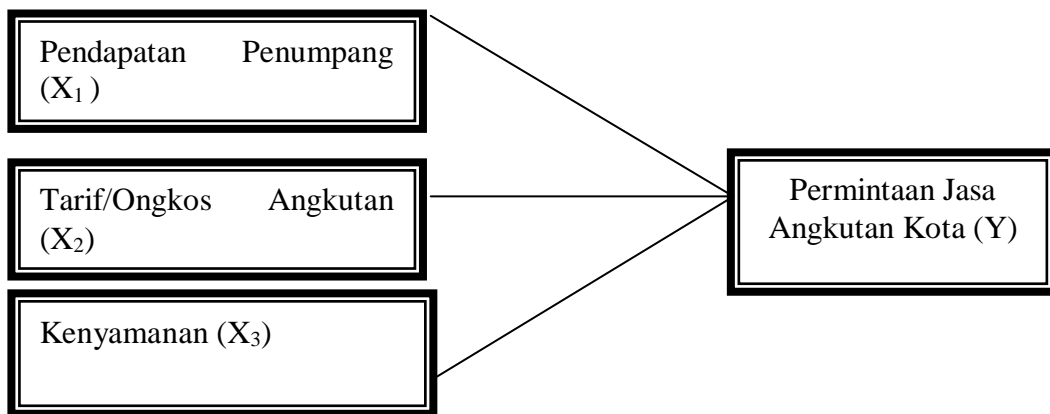 Pendapatan Penumpang
(X₁ )
Tarif/Ongkos Angkutan
(X₂)
Kenyamanan (X₃)
Permintaan Jasa
Angkutan Kota (Y)